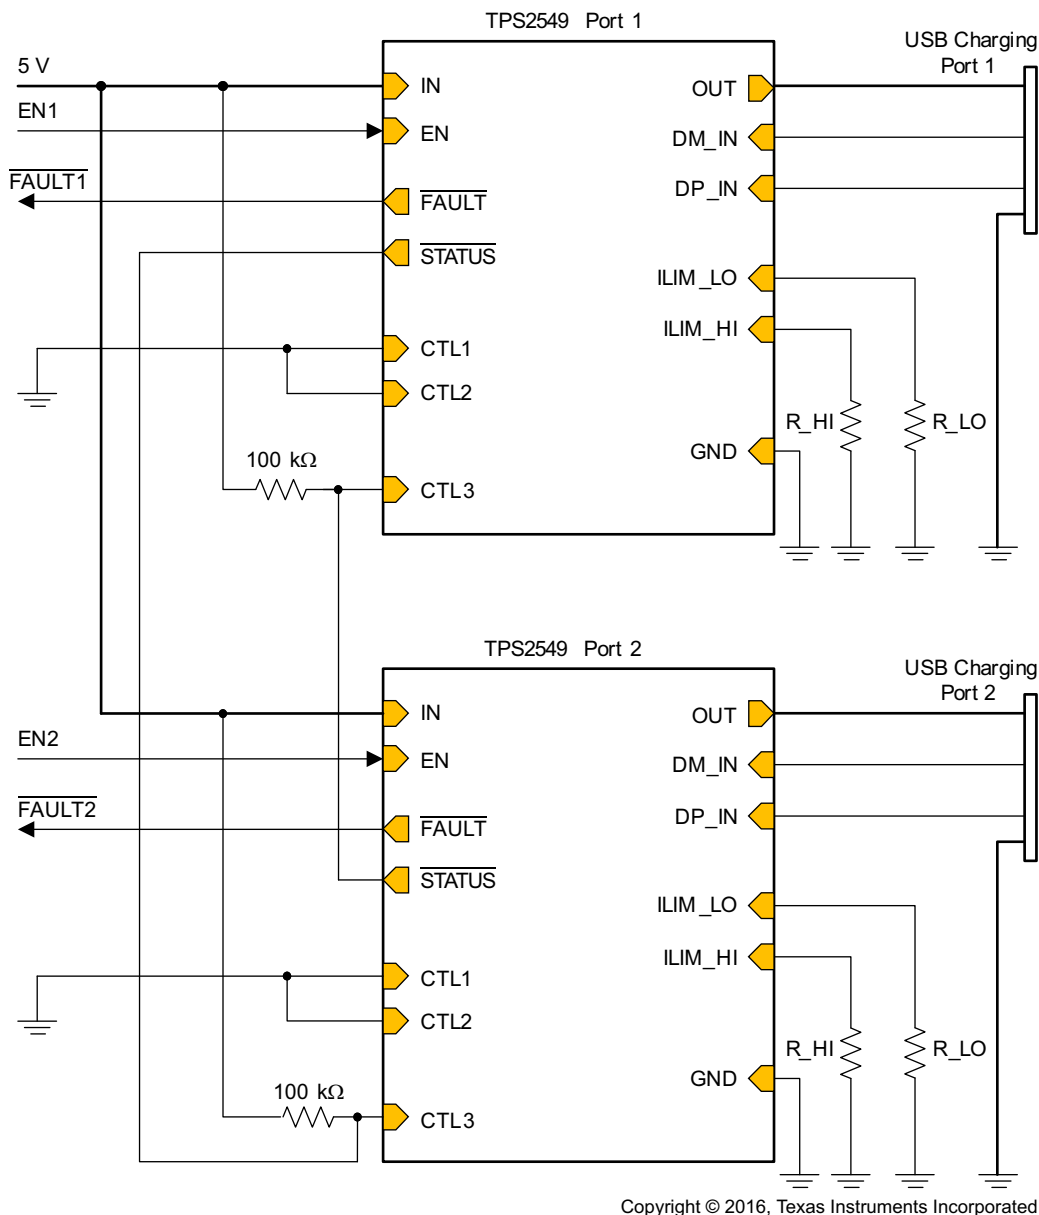 TPS2549 Port 1
USB Charging
Port 1
5 V
IN
OUT
EN1
EN
DM_IN
FAULT1
FAULT
DP_IN
STATUS
ILIM_LO
ILIM_HI
CTL1
CTL2
R_HI
R_LO
GND
100 kΩ
CTL3
TPS2549 Port 2
USB Charging
Port 2
IN
OUT
EN2
EN
DM_IN
FAULT2
FAULT
DP_IN
STATUS
ILIM_LO
ILIM_HI
CTL1
CTL2
R_HI
R_LO
GND
100 kΩ
CTL3
Copyright © 2016, Texas Instruments Incorporated